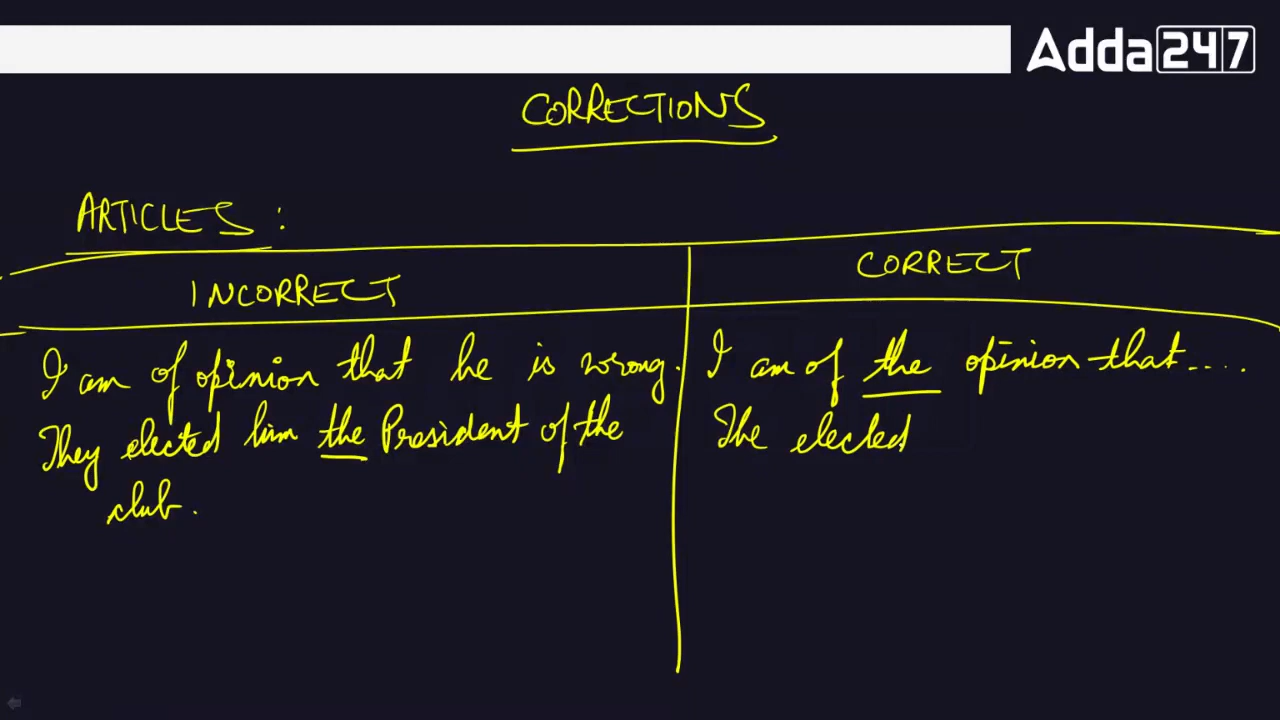 Adda247
CORRECTIONS
ARTICLES :
INCORRECT
CORRECT
I am of opinion that he is wrong.
I am of the opinion that....
They elected him the President of the
club.
The elected